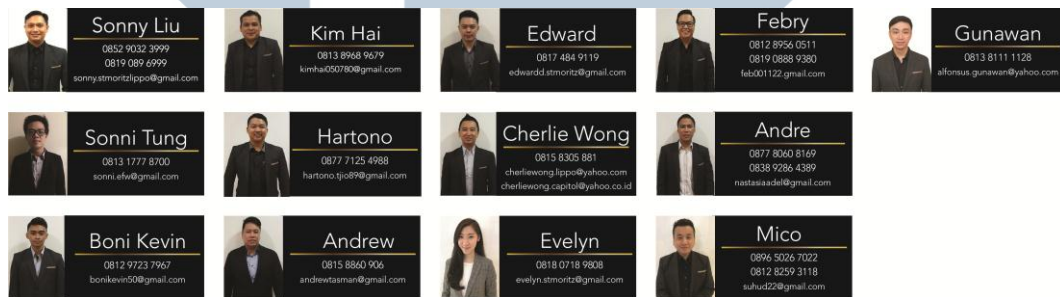 Sonny Liu
0852 9032 3999
0819 089 6999
sonny.stmoritzlippo@gmail.com
Kim Hai
0813 8968 9679
kimhai050780@gmail.com
Edward
0817 484 9119
edwardd.stmoritz@gmail.com
Febry
0812 8956 0511
0819 0888 9380
feb001122.gmail.com
Gunawan
0813 8111 1128
alfonsus.gunawan@yahoo.com
Sonni Tung
0813 1777 8700
sonni.efw@gmail.com
Hartono
0877 7125 4988
hartono.tjio89@gmail.com
Cherlie Wong
0815 8305 881
cherliewong.lippo@yahoo.com
cherliewong.capitol@yahoo.co.id
Andre
0877 8060 8169
0838 9286 4389
nastasiaadel@gmail.com
Boni Kevin
0812 9723 7967
bonikevin50@gmail.com
Andrew
0815 8860 906
andrewtasman@gmail.com
Evelyn
0818 0718 9808
evelyn.stmoritz@gmail.com
Mico
0896 5026 7022
0812 8259 3118
suhud22@gmail.com